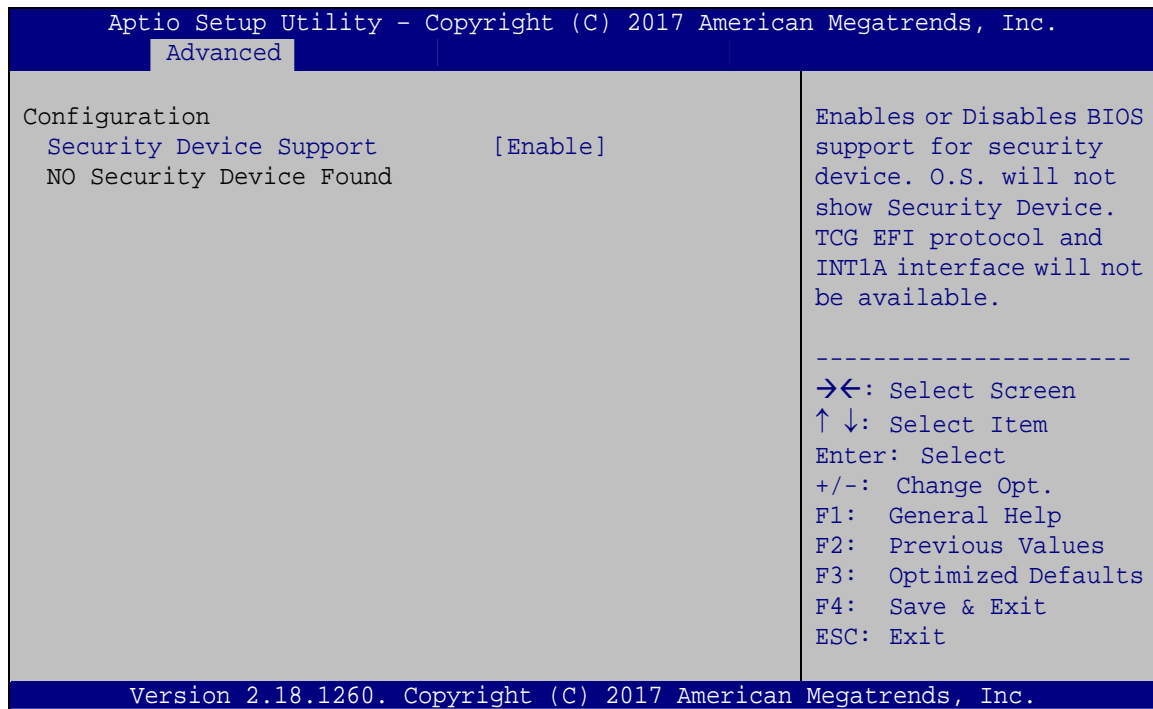 Aptio Setup Utility – Copyright (C) 2017 American Megatrends, Inc.
Advanced
Configuration
Security Device Support [Enable]
NO Security Device Found
Enables or Disables BIOS
support for security
device. O.S. will not
show Security Device.
TCG EFI protocol and
INT1A interface will not
be available.
----------------------
→←: Select Screen
↑ ↓: Select Item
Enter: Select
+/-: Change Opt.
F1: General Help
F2: Previous Values
F3: Optimized Defaults
F4: Save & Exit
ESC: Exit
Version 2.18.1260. Copyright (C) 2017 American Megatrends, Inc.